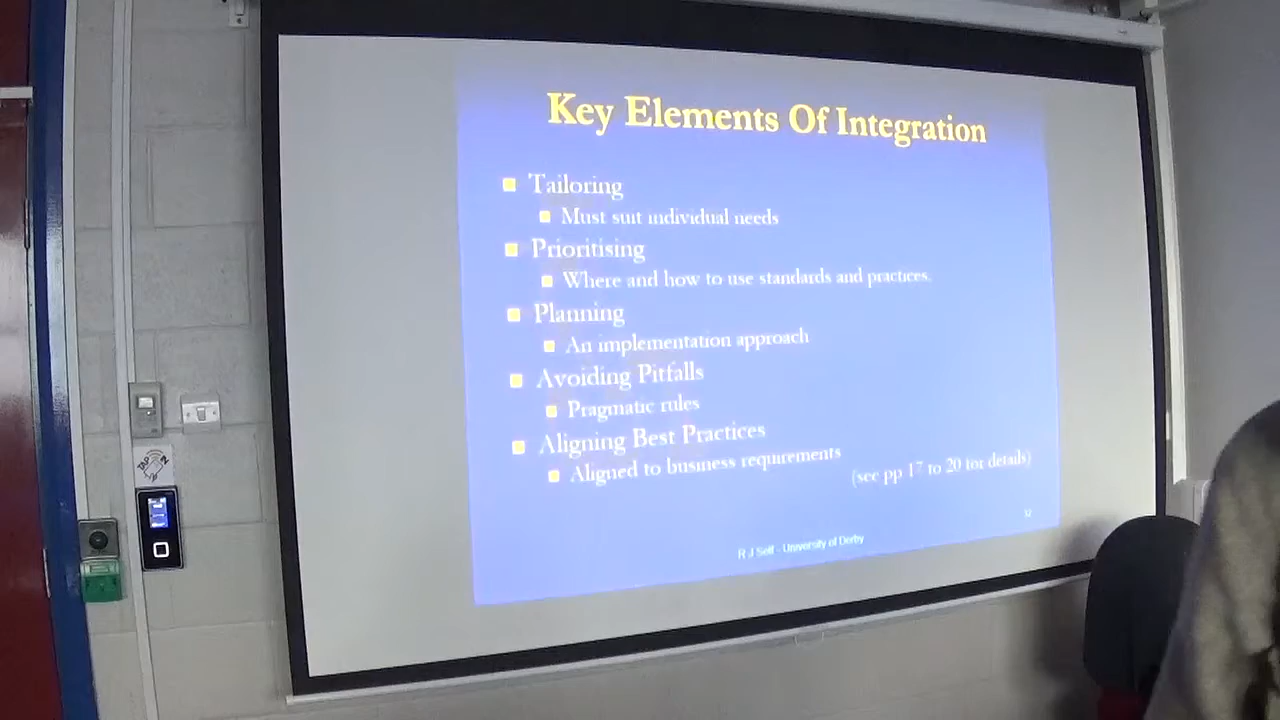 Key Elements Of Integration
Tailoring
Must suit individual needs
Prioritising
Where and how to use standards and practices.
Planning
An implementation approach
Avoiding Pitfalls
Pragmatic rules
Aligning Best Practices
Aligned to business requirements
(see pp 17 to 20 for details)
R J Self - University of Derby
TAP IN